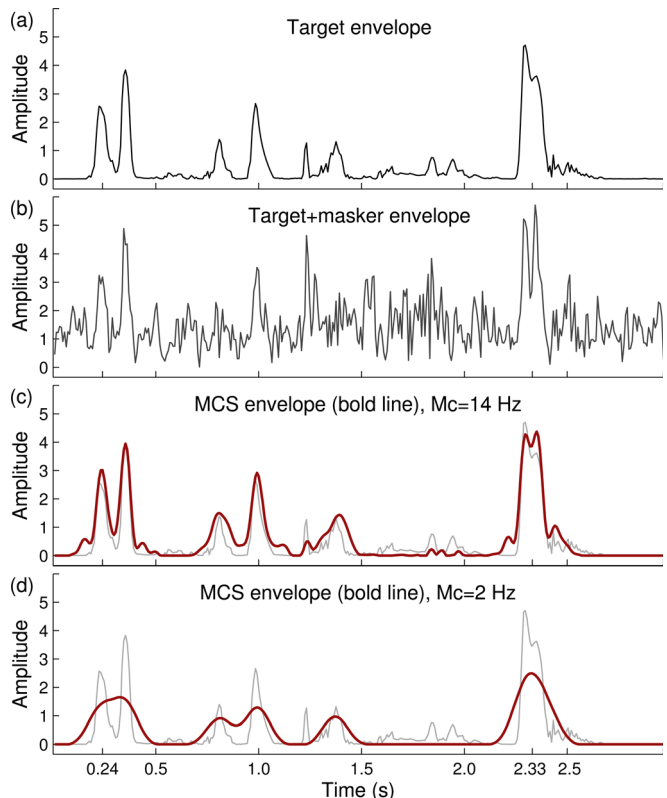 (a)
Target envelope
Amplitude
5
4
3
2
1
0
(b)
Target+masker envelope
Amplitude
5
4
3
2
1
0
(c)
MCS envelope (bold line), Mc=14 Hz
Amplitude
5
4
3
2
1
0
(d)
MCS envelope (bold line), Mc=2 Hz
Amplitude
5
4
3
2
1
0
0.24 0.5 1.0 1.5 2.0 2.33 2.5
Time (s)